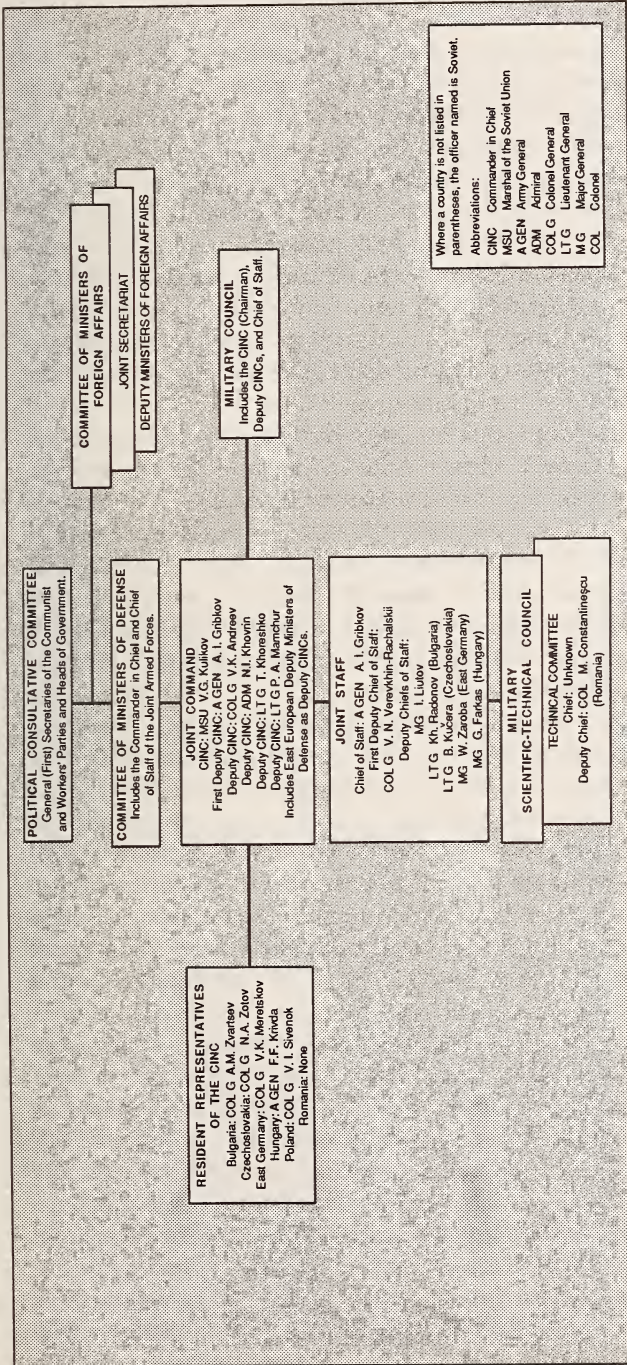 POLITICAL CONSULTATIVE COMMITTEE
General (First) Secretaries of the Communist
and Workers' Parties and Heads of Government.
COMMITTEE OF MINISTERS OF
FOREIGN AFFAIRS
JOINT SECRETARIAT
DEPUTY MINISTERS OF FOREIGN AFFAIRS
COMMITTEE OF MINISTERS OF DEFENSE
Includes the Commander in Chief and Chief
of Staff of the Joint Armed Forces.
RESIDENT REPRESENTATIVES
OF THE CINC
Bulgaria: COL G A.M. Zvartsev
Czechoslovakia: COL G N.A. Zotov
East Germany: COL G V.K. Meretskov
Hungary: A GEN F.F. Krivda
Poland: COL G V. I. Sivenok
Romania: None
JOINT COMMAND
CINC: MSU V.G. Kulikov
First Deputy CINC: A GEN A. I. Gribkov
Deputy CINC: COL G V.K. Andreev
Deputy CINC: ADM N.I. Khovrin
Deputy CINC: LT G T. Khoreshko
Deputy CINC: LT G P. A. Mamchur
Includes East European Deputy Ministers of
Defense as Deputy CINCs.
MILITARY COUNCIL
Includes the CINC (Chairman),
Deputy CINCs, and Chief of Staff.
JOINT STAFF
Chief of Staff: A GEN A. I. Gribkov
First Deputy Chief of Staff:
COL G V. N. Verevkhin-Rachalskii
Deputy Chiefs of Staff:
MG I. Liutov
LT G Kh. Radonov (Bulgaria)
LT G B. Kučera (Czechoslovakia)
MG W. Zaroba (East Germany)
MG G. Farkas (Hungary)
MILITARY
SCIENTIFIC-TECHNICAL COUNCIL
TECHNICAL COMMITTEE
Chief: Unknown
Deputy Chief: COL M. Constantinescu
(Romania)
Where a country is not listed in
parentheses, the officer named is Soviet.
Abbreviations:
CINC Commander in Chief
MSU Marshal of the Soviet Union
A GEN Army General
ADM Admiral
COL G Colonel General
LT G Lieutenant General
M G Major General
COL Colonel